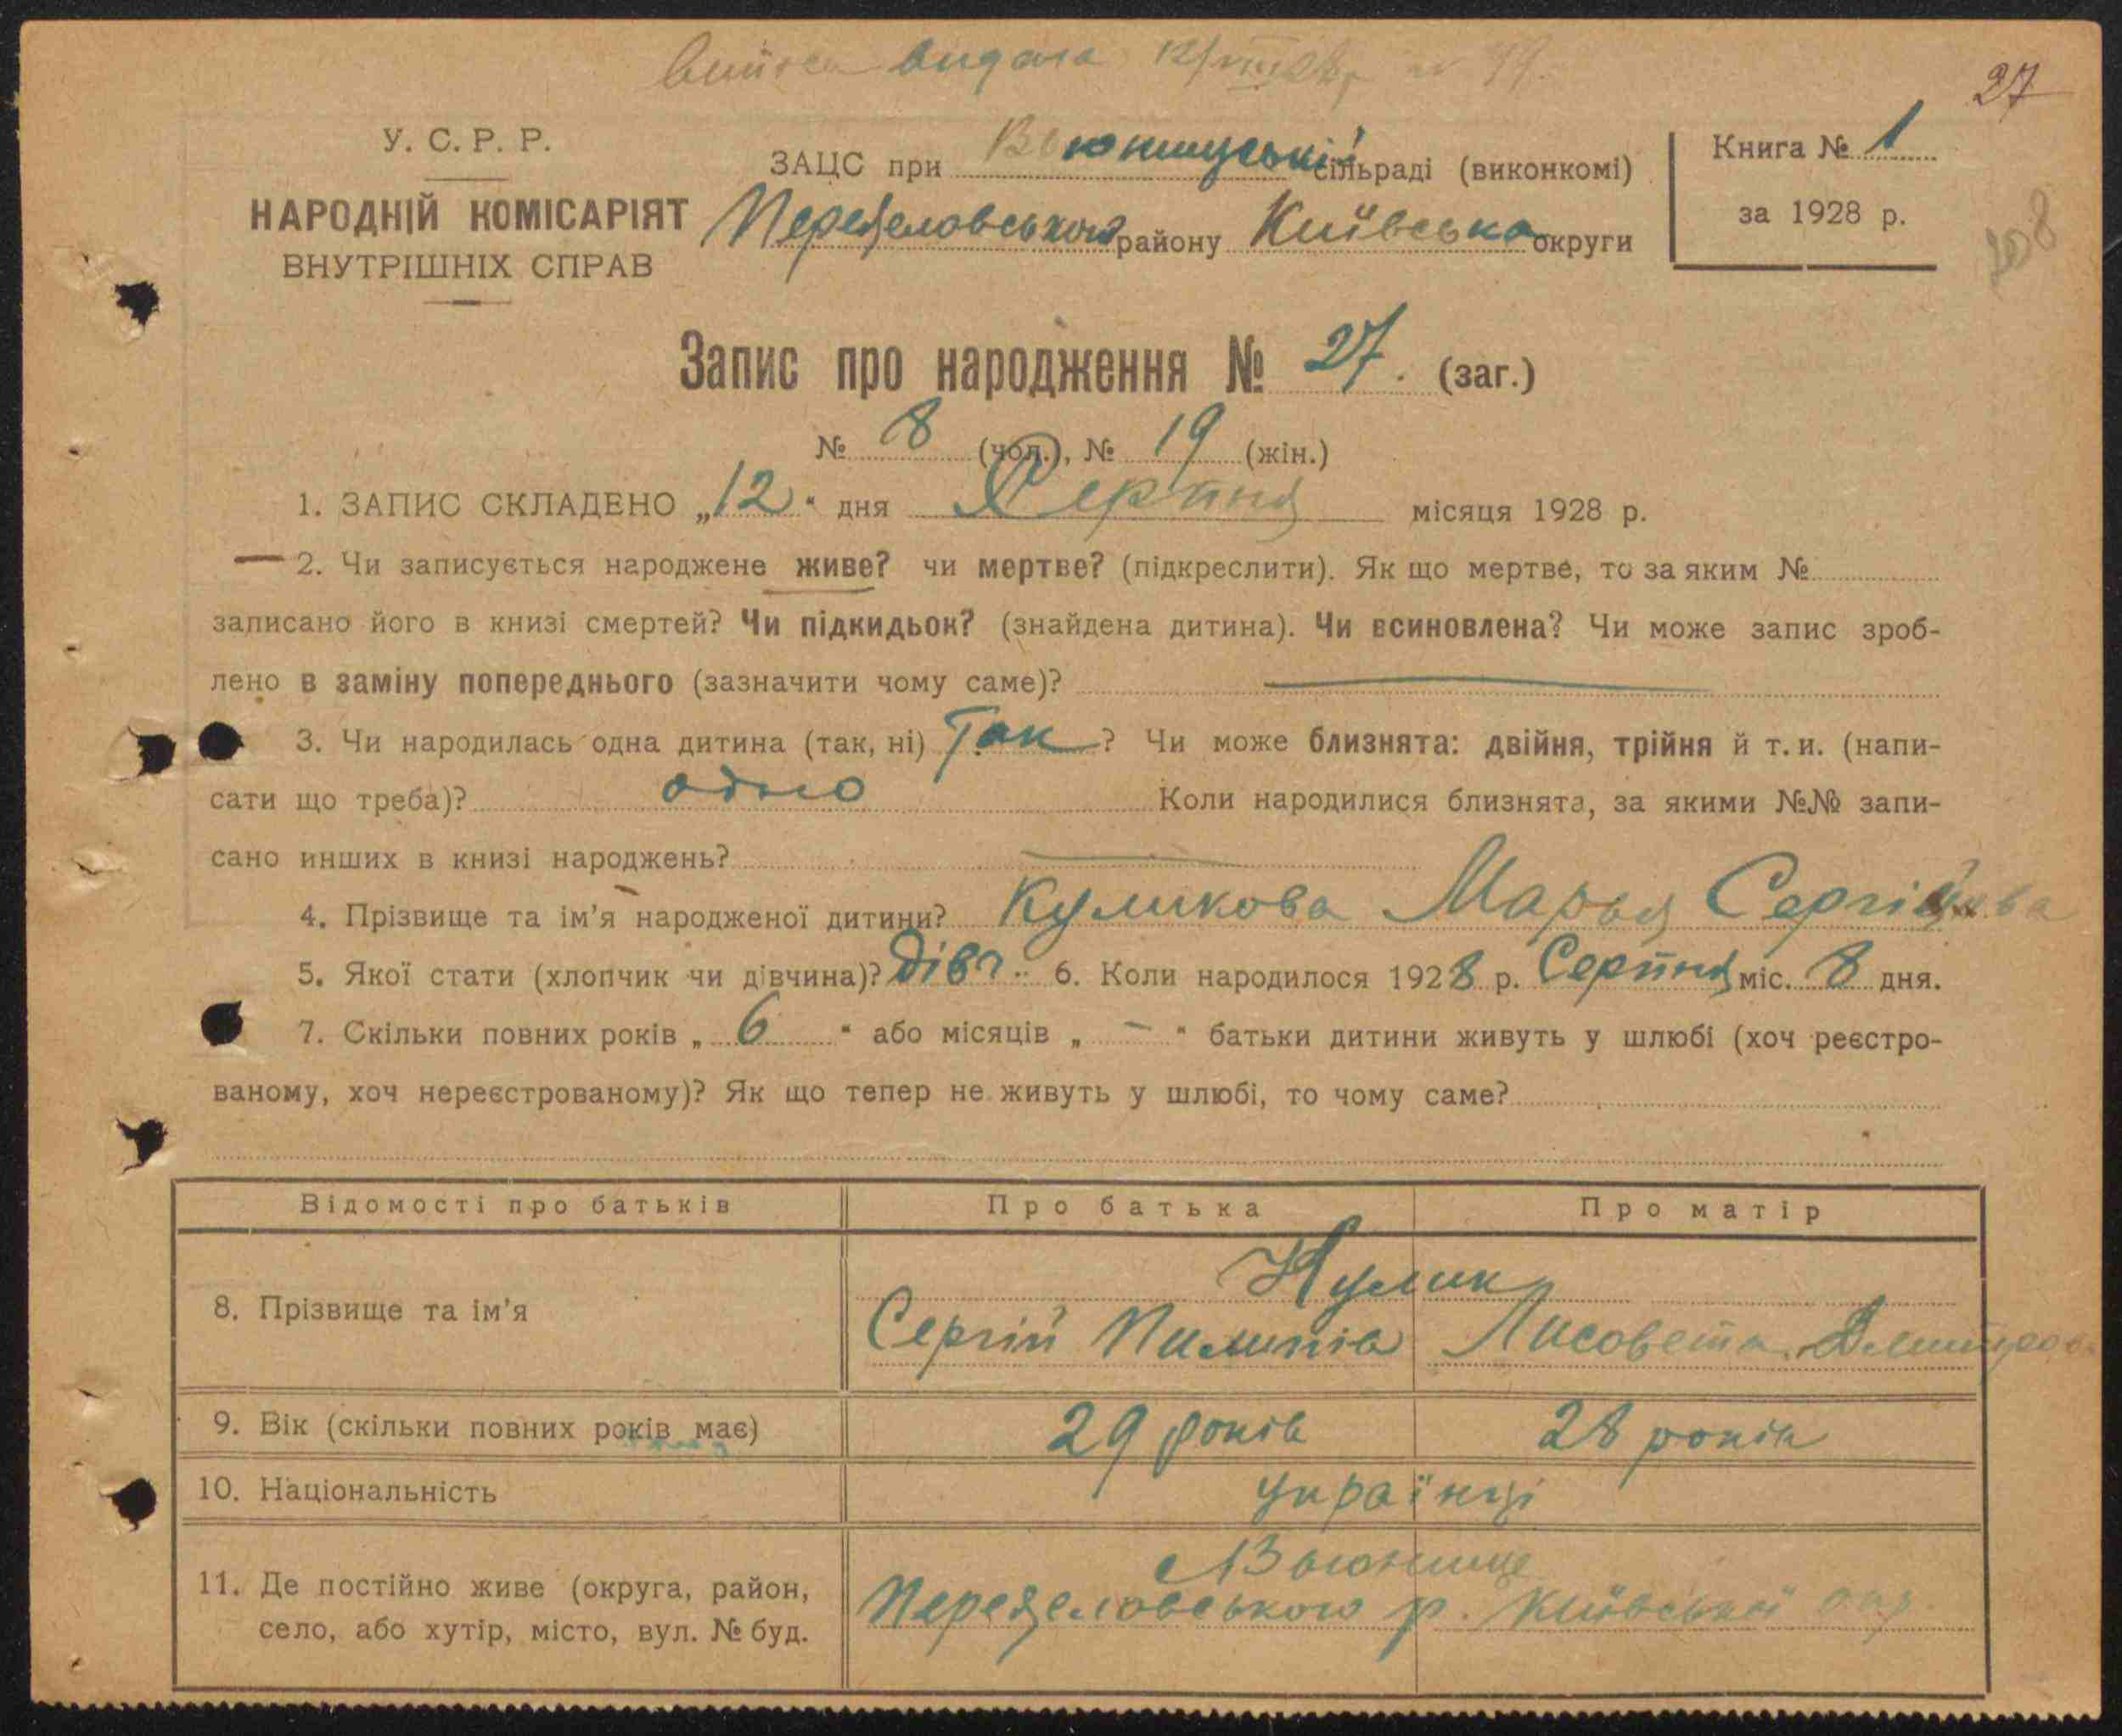 видана
27
У. С. Р. Р.
НАРОДНІЙ КОМІСАРІЯТ
ВНУТРІШНІХ СПРАВ
ЗАЦС при сільраді (виконкомі)
району Київська округи
Книга № 1
за 1928 р.
208
Запис про народження № 27. (заг.)
№ 8 (чол.), № 19 (жін.)
1. ЗАПИС СКЛАДЕНО „12“ дня Серпня місяця 1928 р.
2. Чи записується народжене живе? чи мертве? (підкреслити). Як що мертве, то за яким №
записано його в книзі смертей? Чи підкидьок? (знайдена дитина). Чи всиновлена? Чи може запис зроб-
лено в заміну попереднього (зазначити чому саме)?
3. Чи народилась одна дитина (так, ні) Так ? Чи може близнята: двійня, трійня й т. и. (напи-
сати що треба)? одно Коли народилися близнята, за якими №№ запи-
сано инших в книзі народжень?
4. Прізвище та ім'я народженої дитини? Куликова Марья
5. Якої стати (хлопчик чи дівчина)? дівч. 6. Коли народилося 1928 р. Серпня міс. 8 дня.
7. Скільки повних років „ 6 “ або місяців „ – “ батьки дитини живуть у шлюбі (хоч реєстро-
ваному, хоч нереєстрованому)? Як що тепер не живуть у шлюбі, то чому саме?
Відомості про батьків Про батька Про матір
Кулик
8. Прізвище та ім'я Сергій Пилипів Лисовета
9. Вік (скільки повних років має) 29 років 28 років
10. Національність українці
11. Де постійно живе (округа, район,
село, або хутір, місто, вул. № буд.
р. Київської окр.